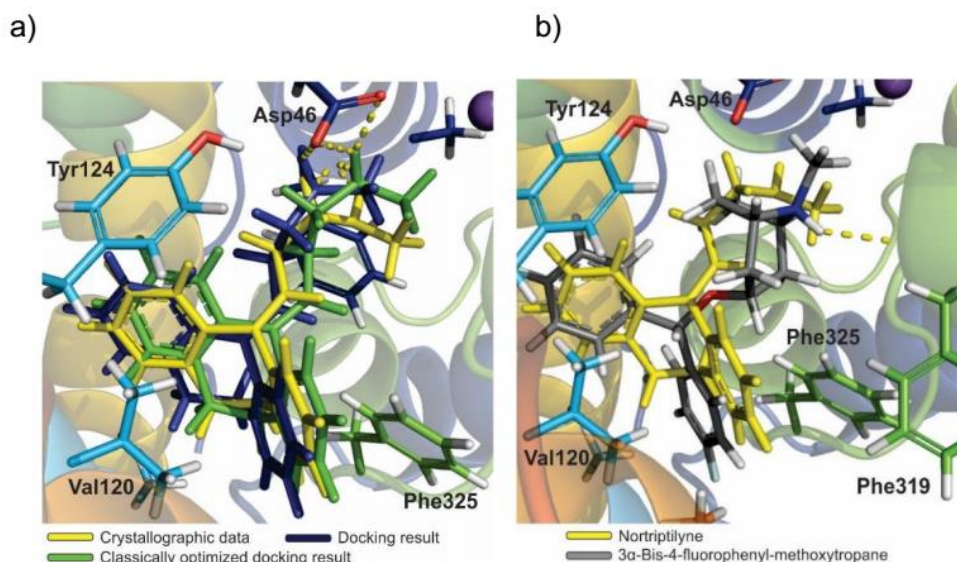 a)
b)
Asp46
Tyr124
Val120
Phe325
Crystallographic data
Docking result
Classically optimized docking result
Tyr124
Asp46
Phe325
Val120
Phe319
Nortriptilyne
3α-Bis-4-fluorophenyl-methoxytropane